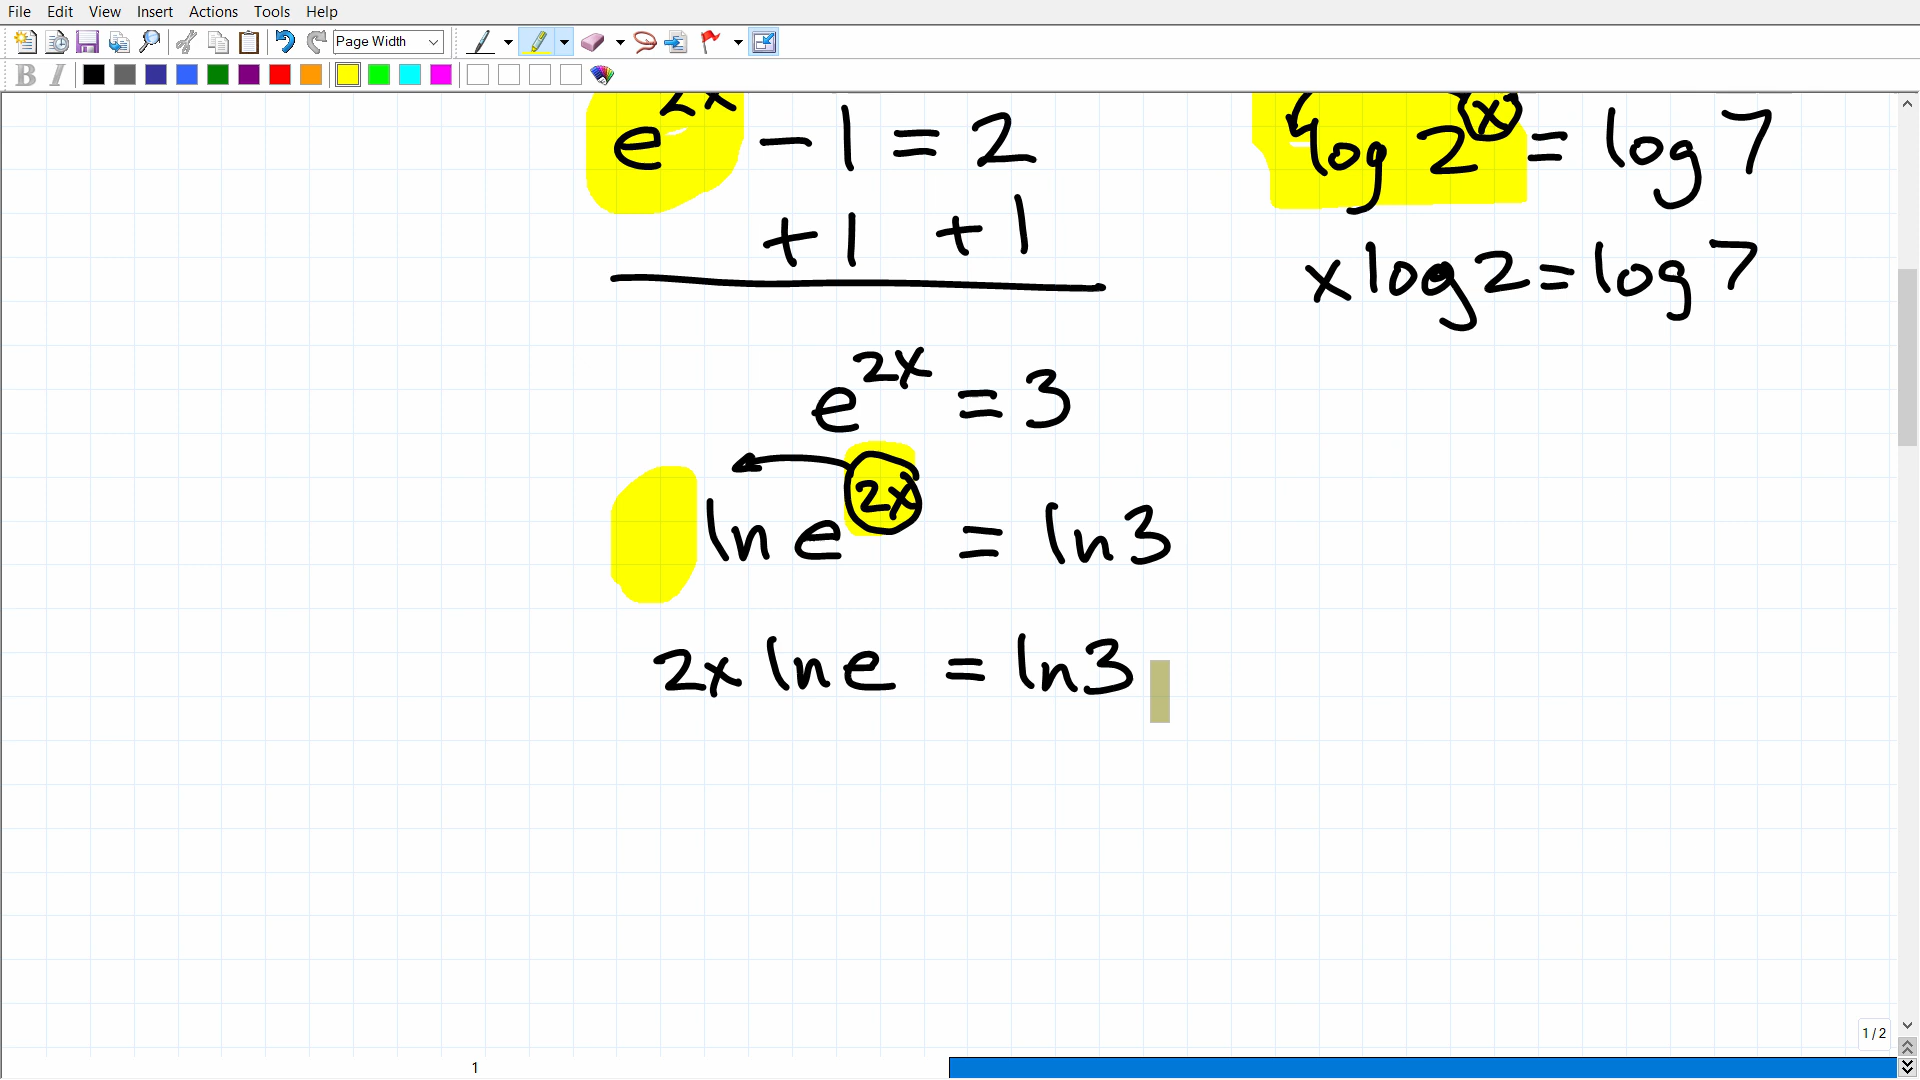 File Edit View Insert Actions Tools Help
Page Width
B I
e^2x - 1 = 2
+1 +1
e^2x = 3
ln e^2x = ln 3
2x ln e = ln 3
log 2^x = log 7
x log 2 = log 7
1 / 2
1